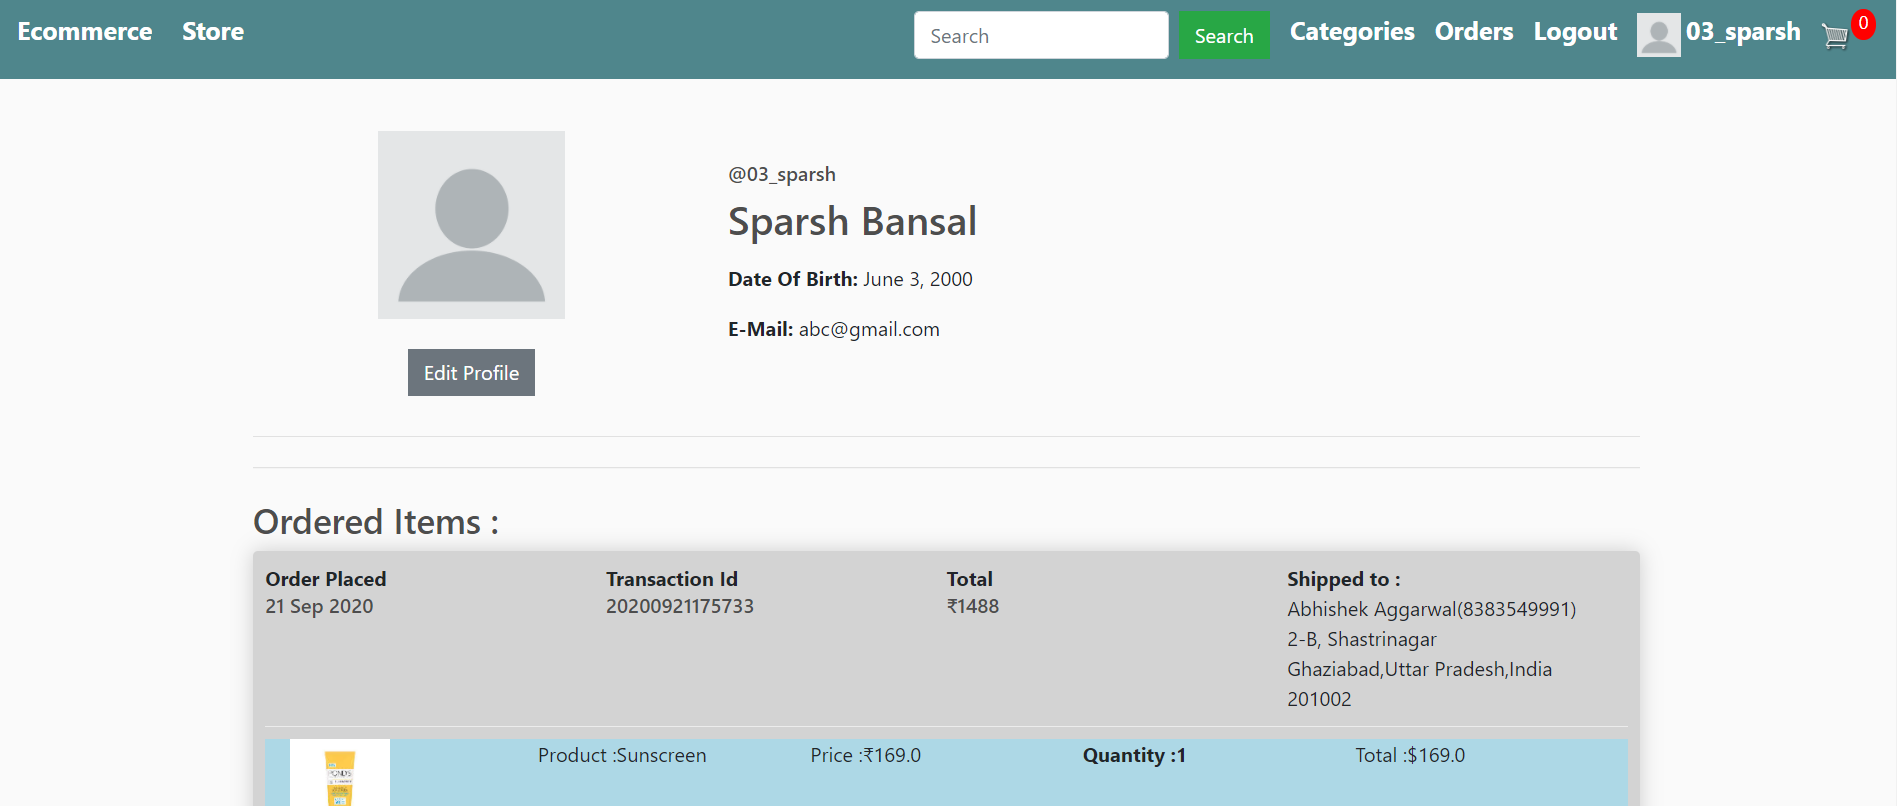 Ecommerce Store Search Search Categories Orders Logout 03_sparsh 0
@03_sparsh
Sparsh Bansal
Date Of Birth: June 3, 2000
E-Mail: abc@gmail.com
Edit Profile
Ordered Items :
Order Placed Transaction Id Total Shipped to :
21 Sep 2020 20200921175733 ₹1488 Abhishek Aggarwal(8383549991)
2-B, Shastrinagar
Ghaziabad,Uttar Pradesh,India
201002
Product :Sunscreen Price :₹169.0 Quantity :1 Total :$169.0
POND'S